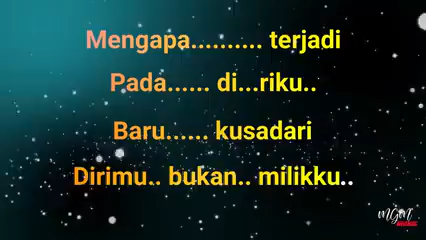 Mengapa.......... terjadi
Pada...... di...riku..
Baru...... kusadari
Dirimu.. bukan.. milikku..